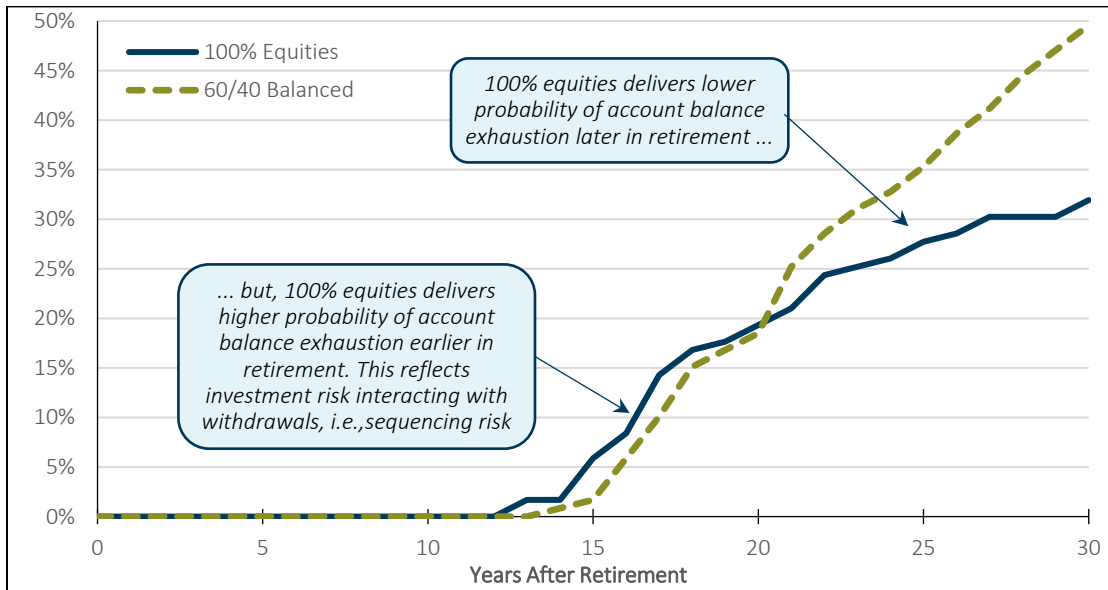 50%
45%
40%
35%
30%
25%
20%
15%
10%
5%
0%
100% Equities
60/40 Balanced
100% equities delivers lower
probability of account balance
exhaustion later in retirement ...
... but, 100% equities delivers
higher probability of account
balance exhaustion earlier in
retirement. This reflects
investment risk interacting with
withdrawals, i.e.,sequencing risk
0 5 10 15 20 25 30
Years After Retirement